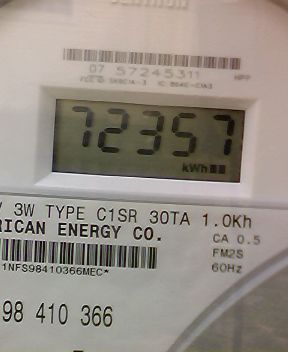 07 57245311
72357
kWh
V 3W TYPE C1SR 30TA 1.0Kh
RICAN ENERGY CO.
CA 0.5
FM2S
60Hz
1NFS98410366MEC*
98 410 366